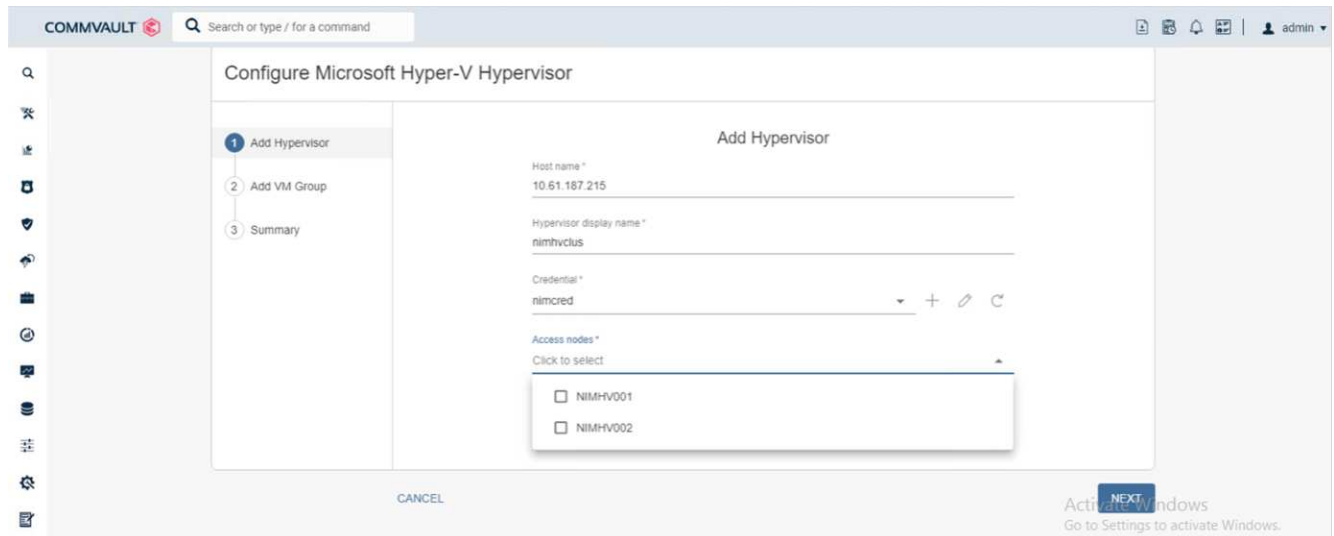 COMMVAULT
Search or type / for a command
admin
Configure Microsoft Hyper-V Hypervisor
1 Add Hypervisor
2 Add VM Group
3 Summary
Add Hypervisor
Host name *
10.61.187.215
Hypervisor display name *
nimhvclus
Credential *
nimcred
Access nodes *
Click to select
NIMHV001
NIMHV002
CANCEL
NEXT
Activate Windows
Go to Settings to activate Windows.